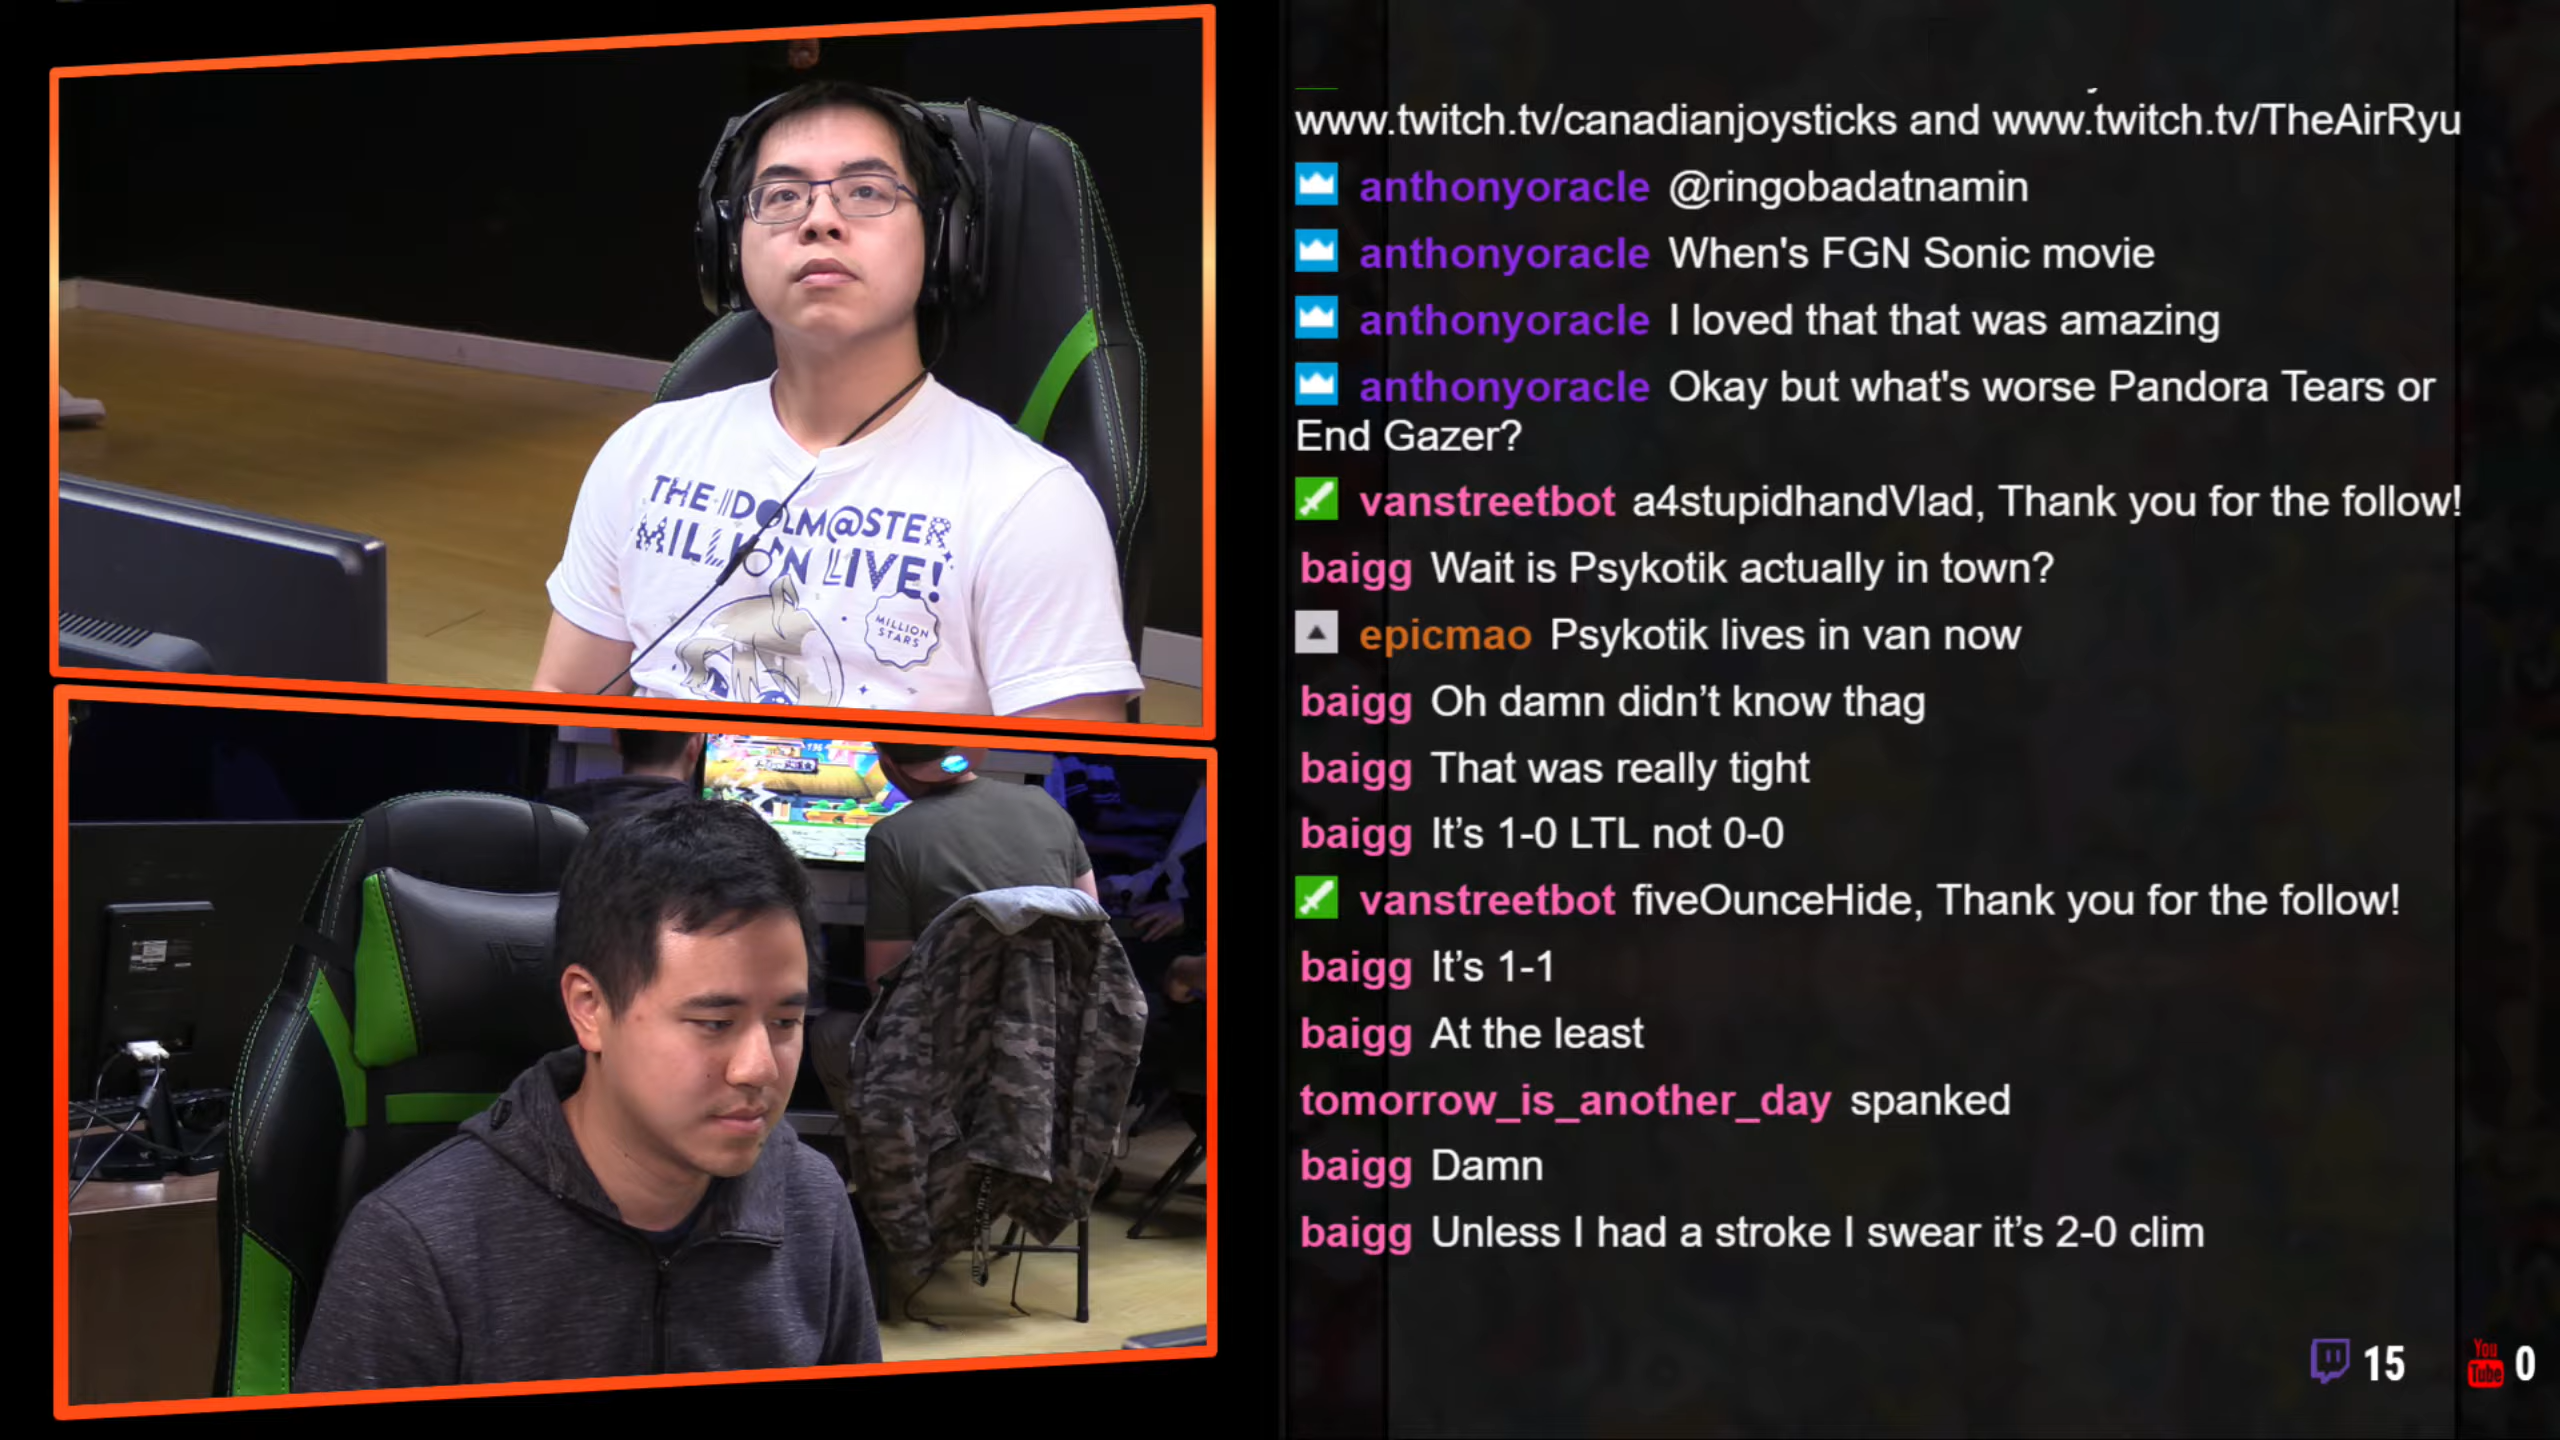 THE IDOLM@STER
MILLION LIVE!
MILLION
STARS
www.twitch.tv/canadianjoysticks and www.twitch.tv/TheAirRyu
anthonyoracle @ringobadatnamin
anthonyoracle When's FGN Sonic movie
anthonyoracle I loved that that was amazing
anthonyoracle Okay but what's worse Pandora Tears or
End Gazer?
vanstreetbot a4stupidhandVlad, Thank you for the follow!
baigg Wait is Psykotik actually in town?
epicmao Psykotik lives in van now
baigg Oh damn didn’t know thag
baigg That was really tight
baigg It’s 1-0 LTL not 0-0
vanstreetbot fiveOunceHide, Thank you for the follow!
baigg It’s 1-1
baigg At the least
tomorrow_is_another_day spanked
baigg Damn
baigg Unless I had a stroke I swear it’s 2-0 clim
15
You
Tube 0